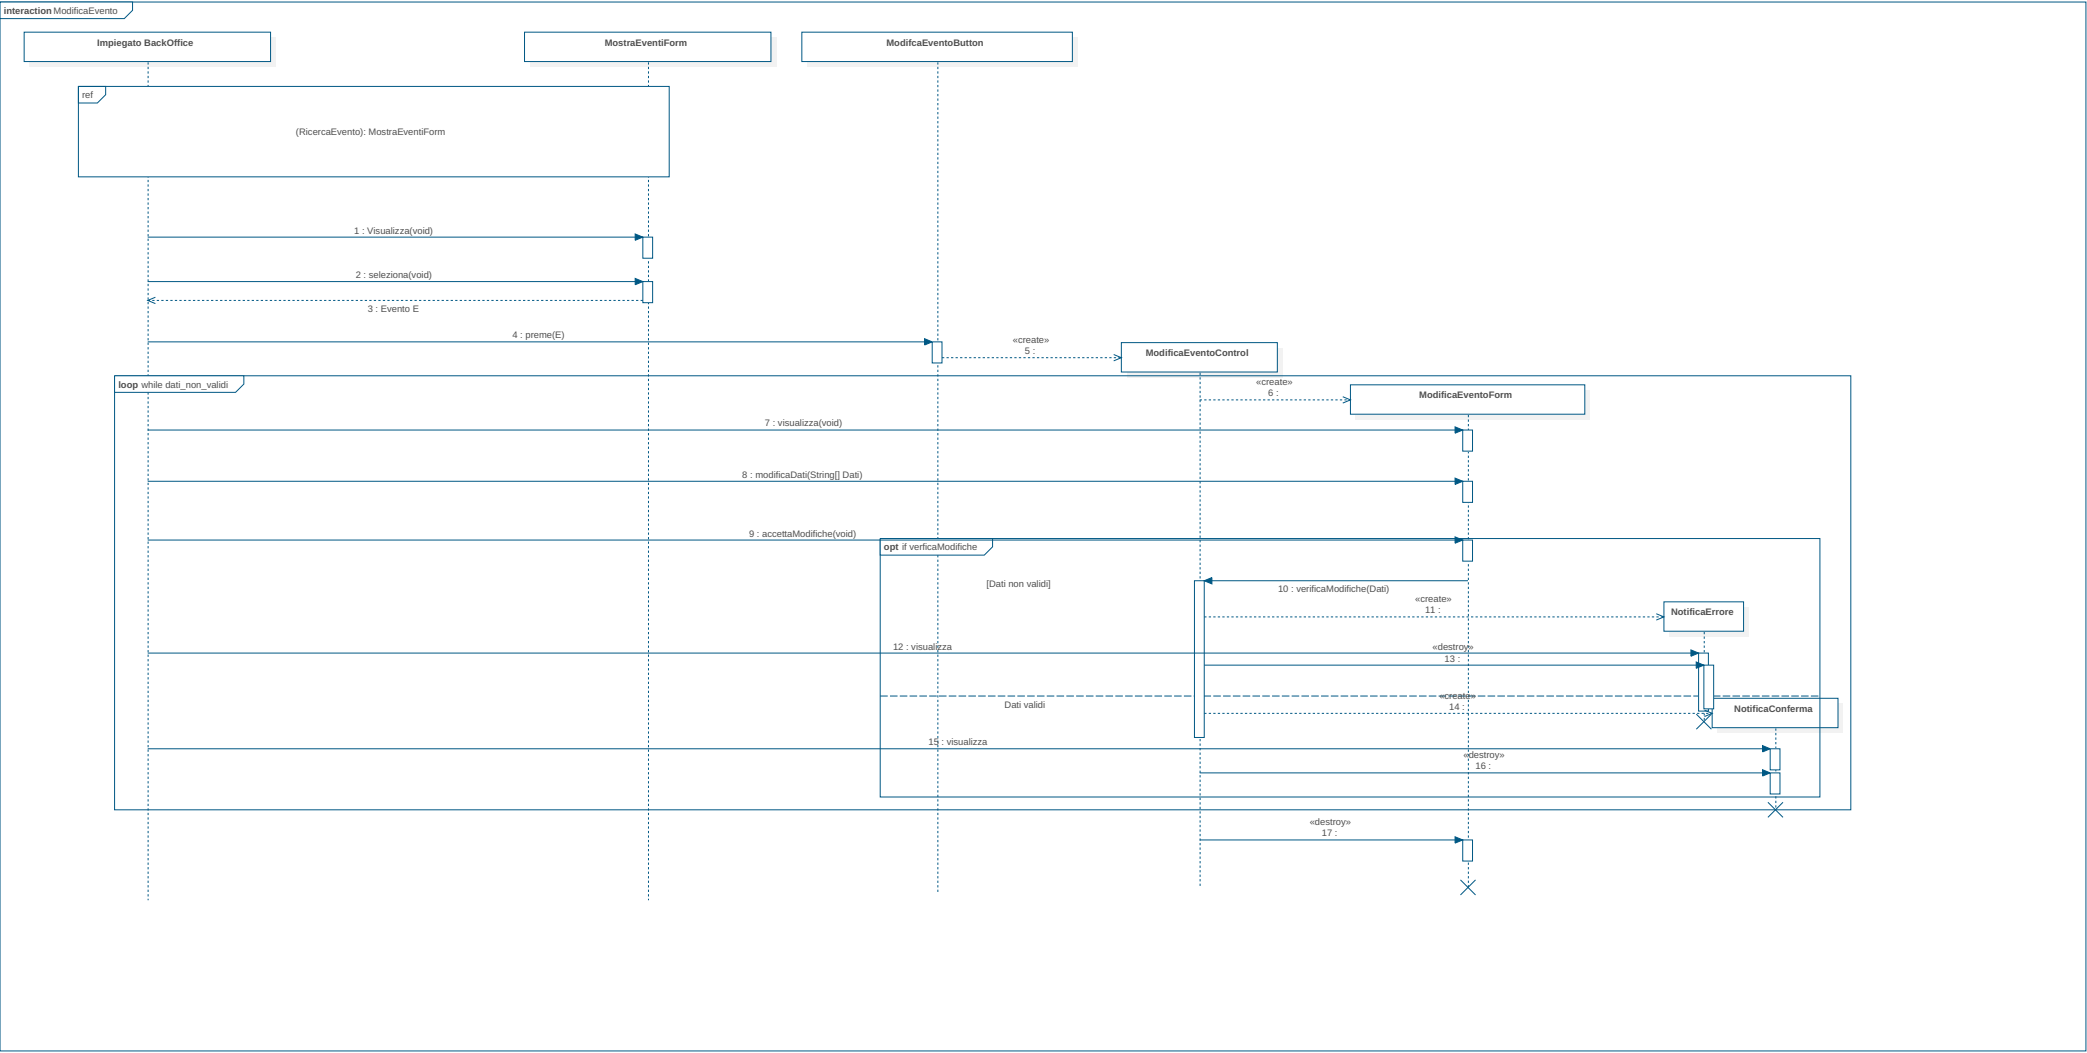 interaction ModificaEvento
Impiegato BackOffice
MostraEventiForm
ModifcaEventoButton
ref
(RicercaEvento): MostraEventiForm
1 : Visualizza(void)
2 : seleziona(void)
3 : Evento E
4 : preme(E)
«create»
5 :
ModificaEventoControl
loop while dati_non_validi
«create»
6 :
ModificaEventoForm
7 : visualizza(void)
8 : modificaDati(String[] Dati)
9 : accettaModifiche(void)
opt if verficaModifiche
[Dati non validi]
10 : verificaModifiche(Dati)
«create»
11 :
NotificaErrore
12 : visualizza
«destroy»
13 :
«create»
14 :
Dati validi
NotificaConferma
15 : visualizza
«destroy»
16 :
«destroy»
17 :